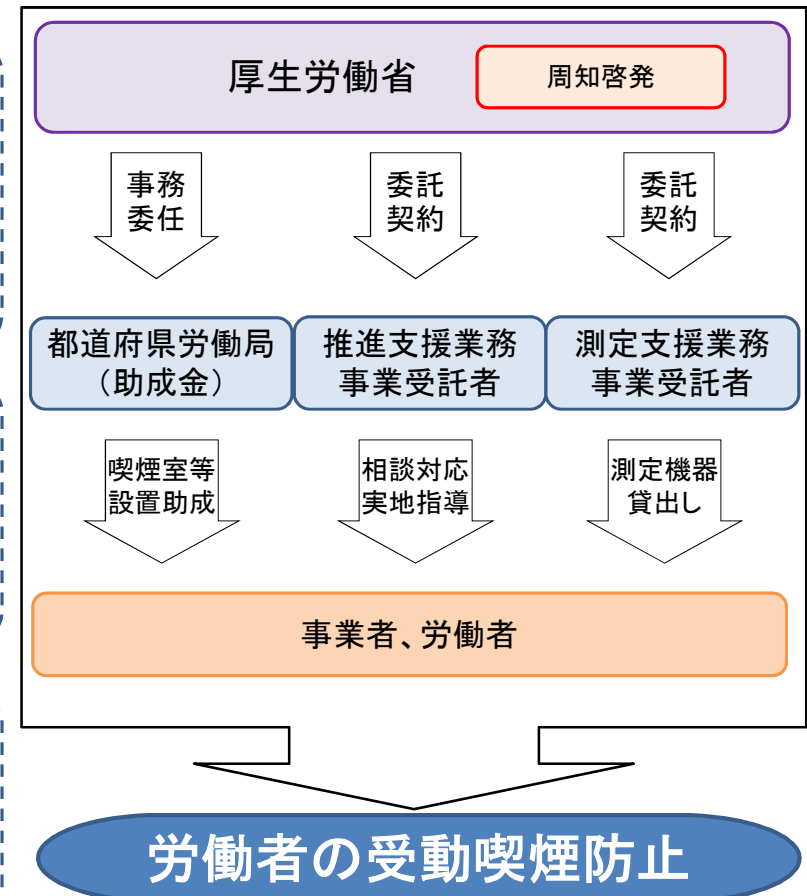 厚生労働省
周知啓発
事務
委任
委託
契約
委託
契約
都道府県労働局
（助成金）
推進支援業務
事業受託者
測定支援業務
事業受託者
喫煙室等
設置助成
相談対応
実地指導
測定機器
貸出し
事業者、労働者
労働者の受動喫煙防止